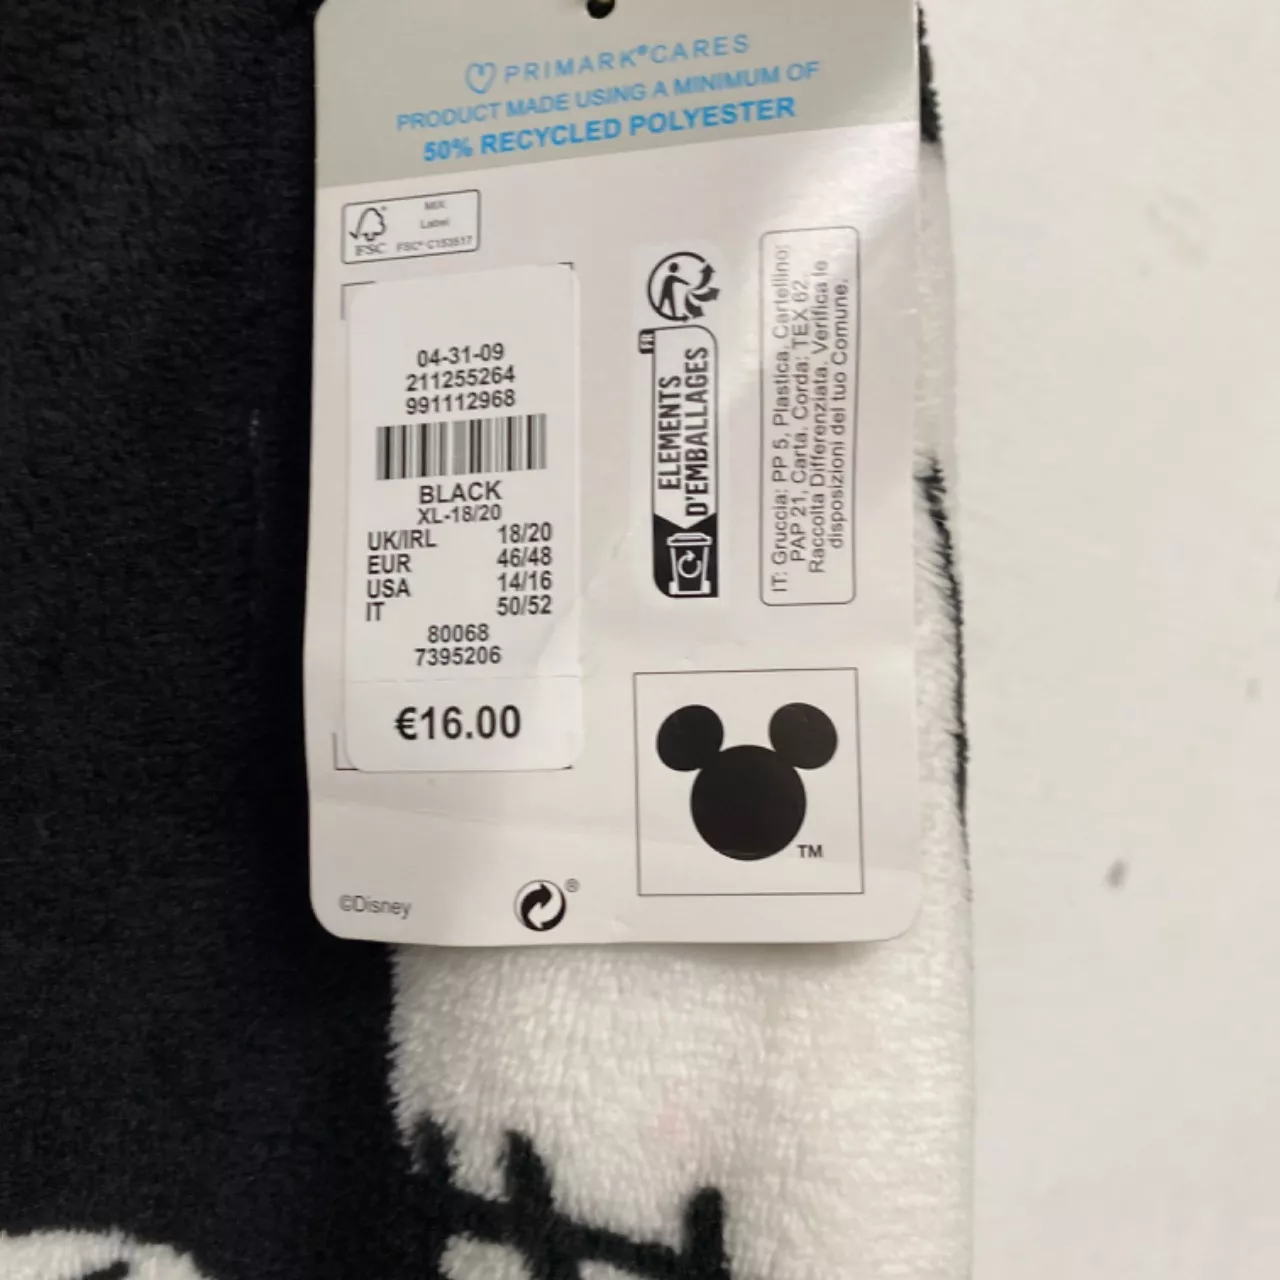 PRIMARK®CARES
PRODUCT MADE USING A MINIMUM OF
50% RECYCLED POLYESTER
FSC
MIX
Label
FSC® C153517
04-31-09
211255264
991112968
BLACK
XL-18/20
UK/IRL 18/20
EUR 46/48
USA 14/16
IT 50/52
80068
7395206
€16.00
FR
ELEMENTS
D'EMBALLAGES
IT: Gruccia: PP 5, Plastica, Cartellino:
PAP 21, Carta. Corda: TEX 62.
Raccolta Differenziata. Verifica le
disposizioni del tuo Comune.
TM
©Disney
®